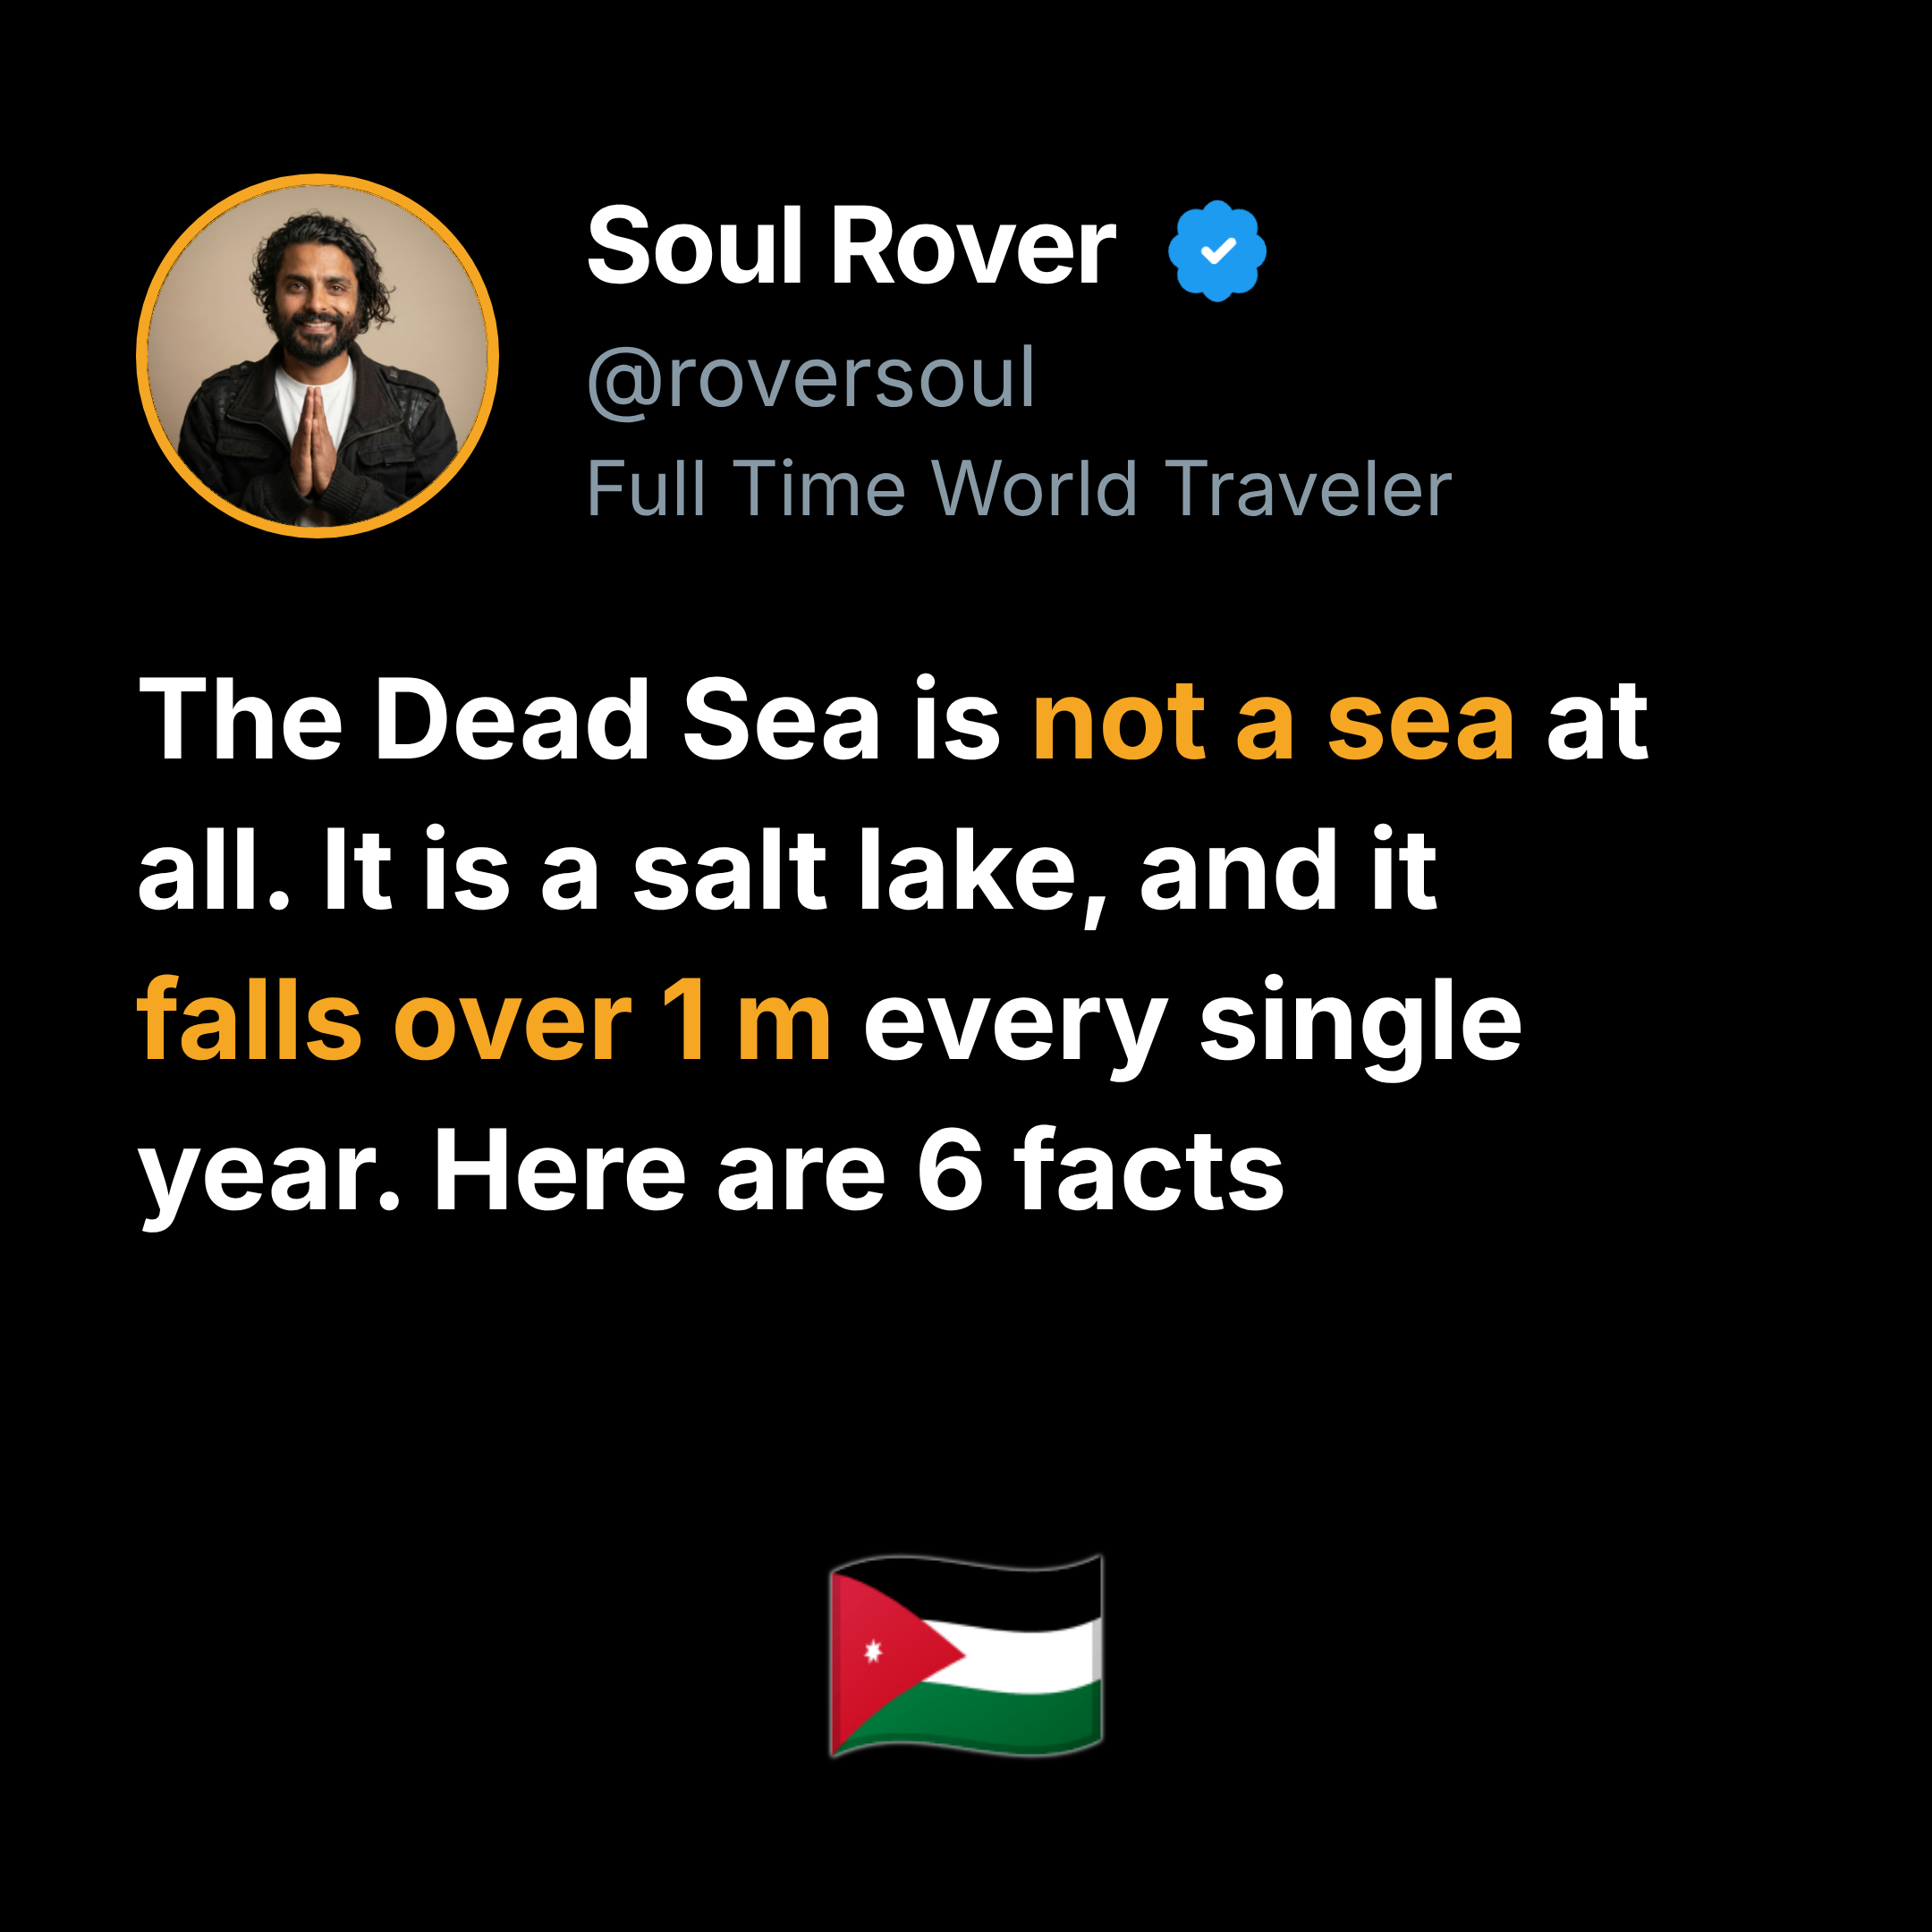 Soul Rover
@roversoul
Full Time World Traveler
The Dead Sea is not a sea at
all. It is a salt lake, and it
falls over 1 m every single
year. Here are 6 facts